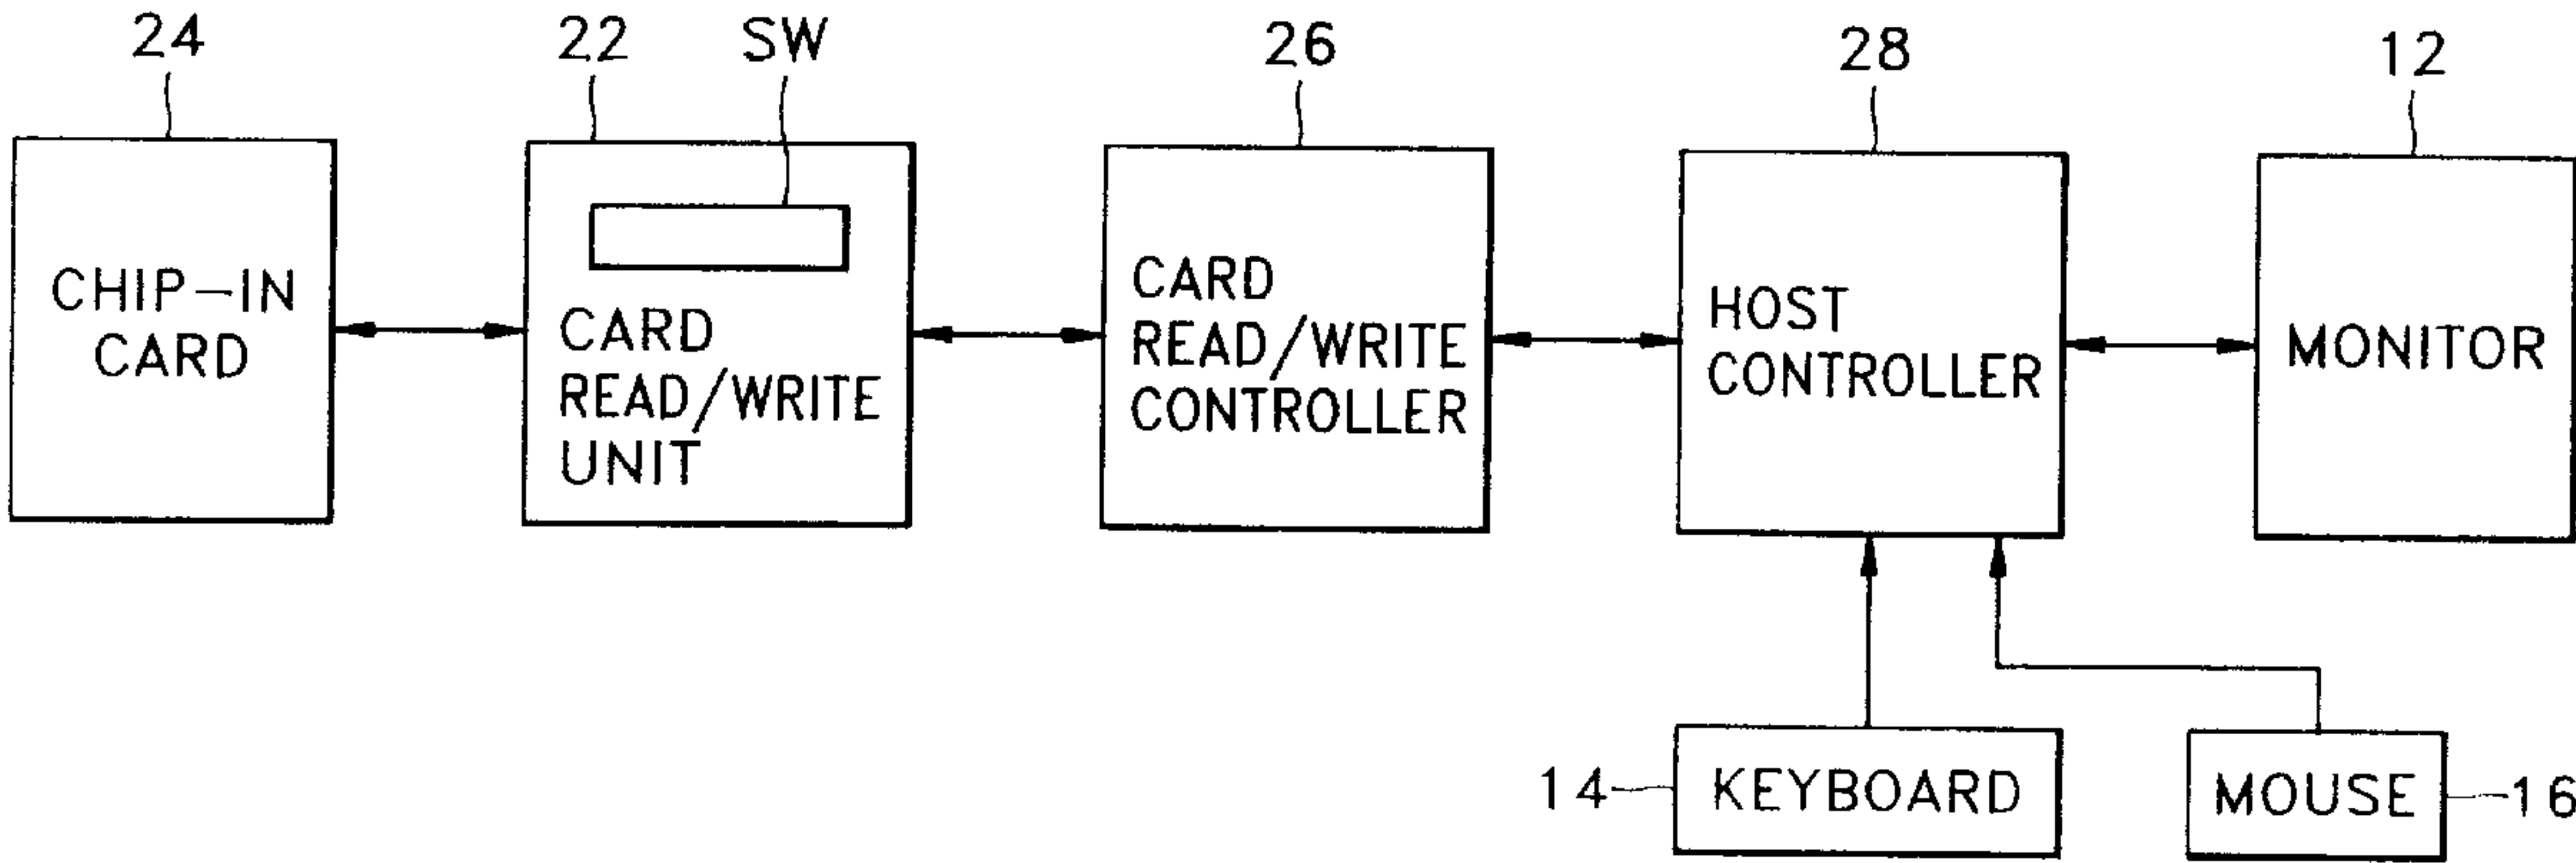 24
22
SW
26
28
12
CHIP-IN
CARD
CARD
READ/WRITE
UNIT
CARD
READ/WRITE
CONTROLLER
HOST
CONTROLLER
MONITOR
14
KEYBOARD
MOUSE
16